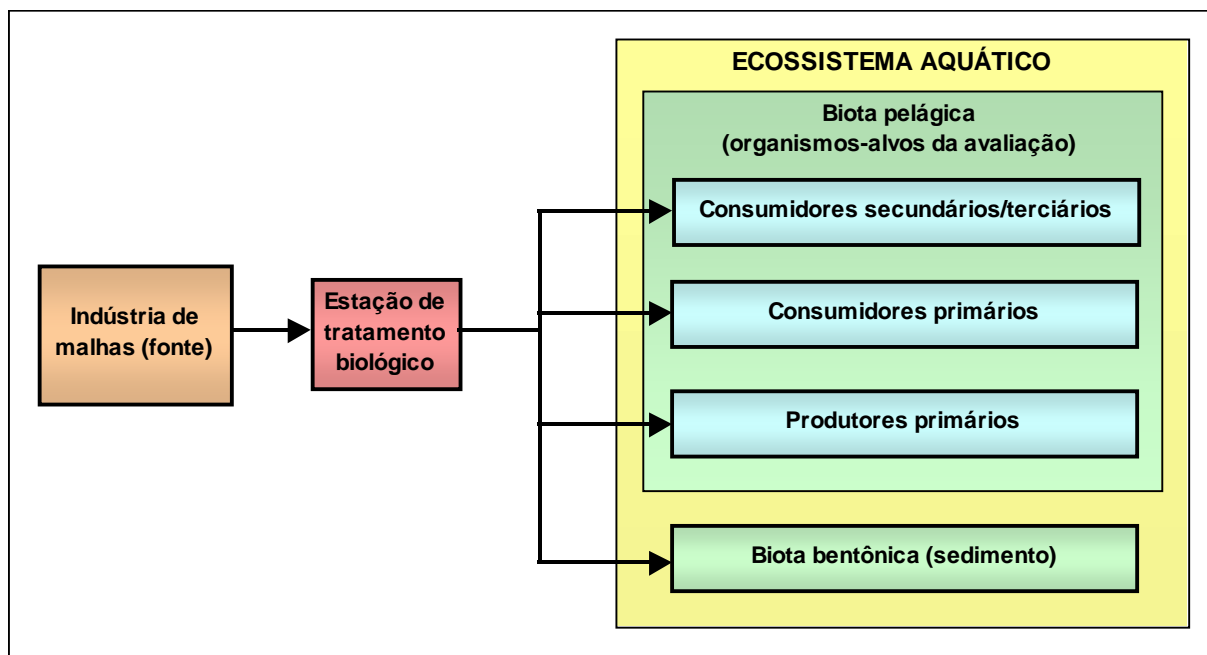 ECOSSISTEMA AQUÁTICO
Biota pelágica
(organismos-alvos da avaliação)
Consumidores secundários/terciários
Consumidores primários
Produtores primários
Biota bentônica (sedimento)
Indústria de
malhas (fonte)
Estação de
tratamento
biológico